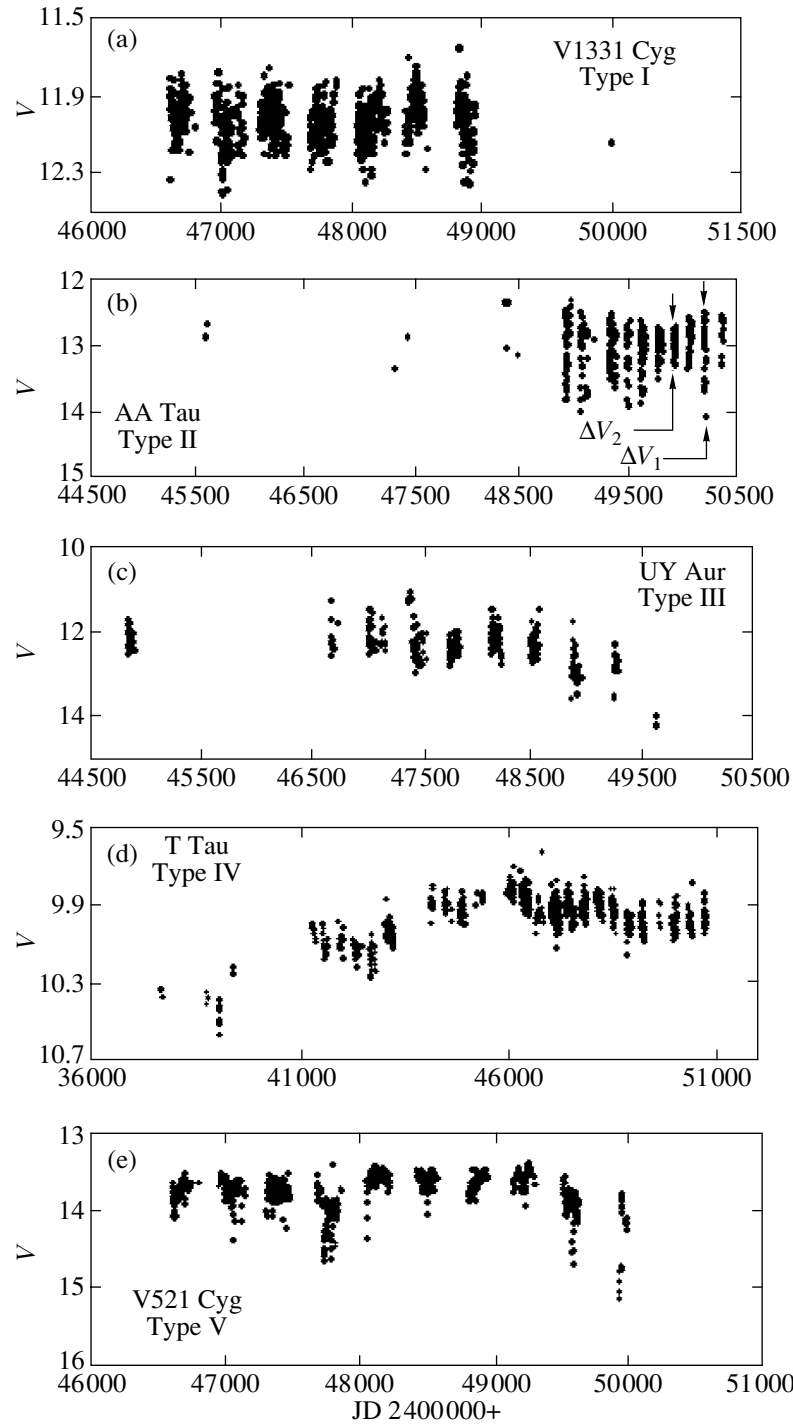 11.5
(a)
V1331 Cyg
Type I
11.9
V
12.3
46000 47000 48000 49000 50000 51500
12
(b)
13
V
AA Tau
Type II
14
ΔV2
ΔV1
15
44500 45500 46500 47500 48500 49500 50500
10
(c)
UY Aur
Type III
12
V
14
44500 45500 46500 47500 48500 49500 50500
9.5
(d)
T Tau
Type IV
9.9
V
10.3
10.7
36000 41000 46000 51000
13
(e)
14
V
15
V521 Cyg
Type V
16
46000 47000 48000 49000 50000 51000
JD 2400000+